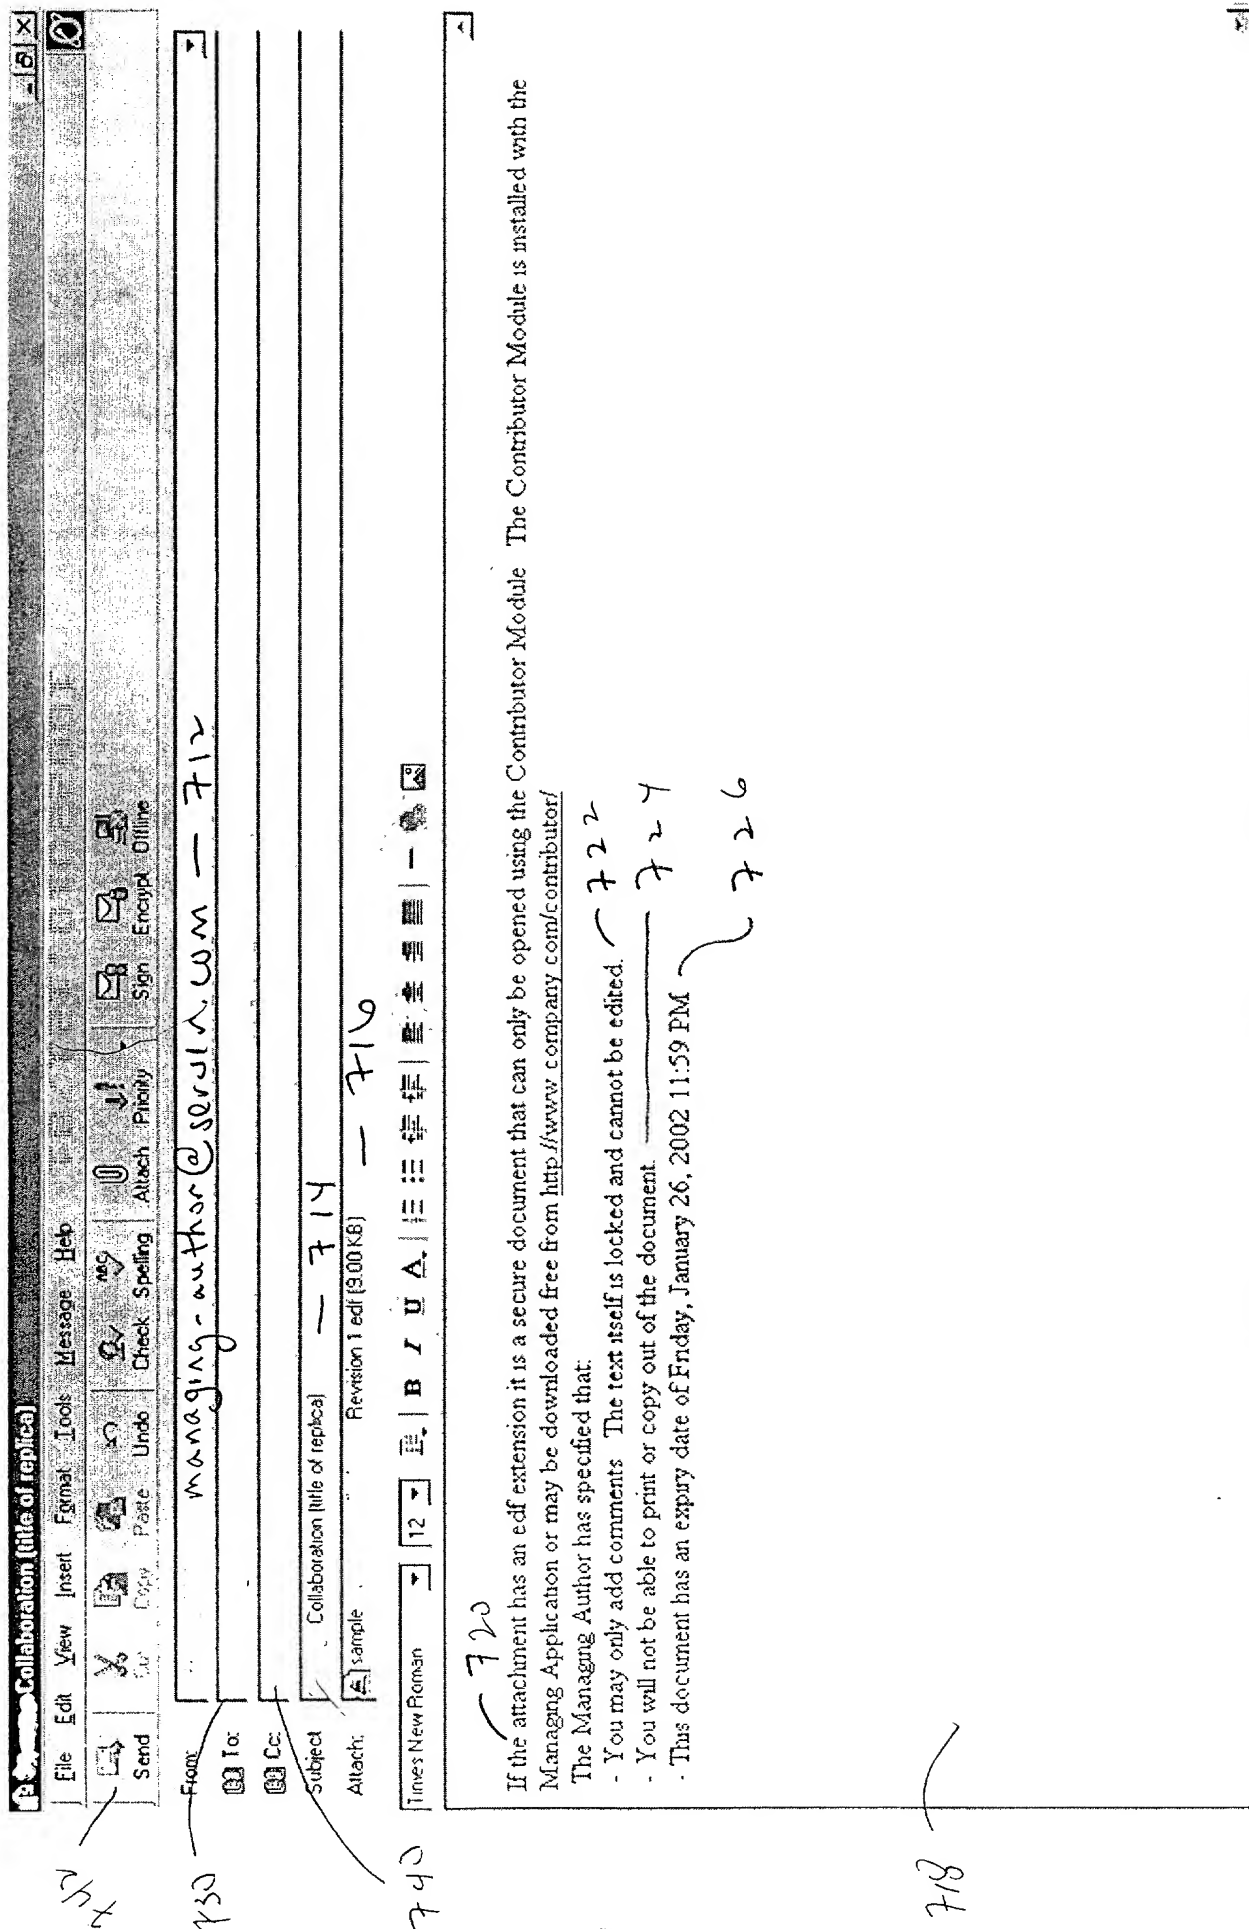 Collaboration [title of replica]
File Edit View Insert Format Tools Message Help
Send Cut Copy Paste Undo Check Spelling Attach Priority Sign Encrypt Offline
From: managing-author@server.com — 712
730
To:
Cc:
740
Subject Collaboration [title of replica] — 714
Attach: sample Revision 1 edf (9.00 KB) — 716
Times New Roman 12 B I U A
720
If the attachment has an edf extension it is a secure document that can only be opened using the Contributor Module The Contributor Module is installed with the
Managing Application or may be downloaded free from http://www company com/contributor/
The Managing Author has specified that:
- You may only add comments The text itself is locked and cannot be edited. 722
- You will not be able to print or copy out of the document. 724
- This document has an expiry date of Friday, January 26, 2002 11:59 PM 726
718